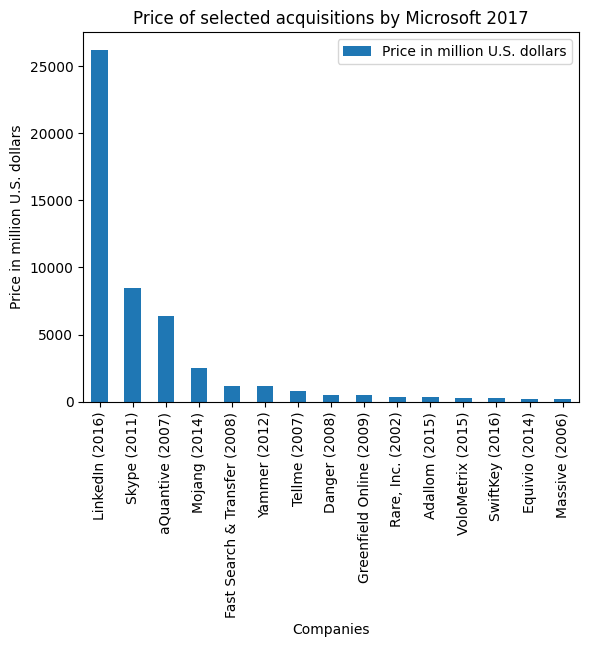 Price of selected acquisitions by Microsoft 2017
Price in million U.S. dollars
Price in million U.S. dollars
25000
20000
15000
10000
5000
0
LinkedIn (2016)
Skype (2011)
aQuantive (2007)
Mojang (2014)
Fast Search & Transfer (2008)
Yammer (2012)
Tellme (2007)
Danger (2008)
Greenfield Online (2009)
Rare, Inc. (2002)
Adallom (2015)
VoloMetrix (2015)
SwiftKey (2016)
Equivio (2014)
Massive (2006)
Companies